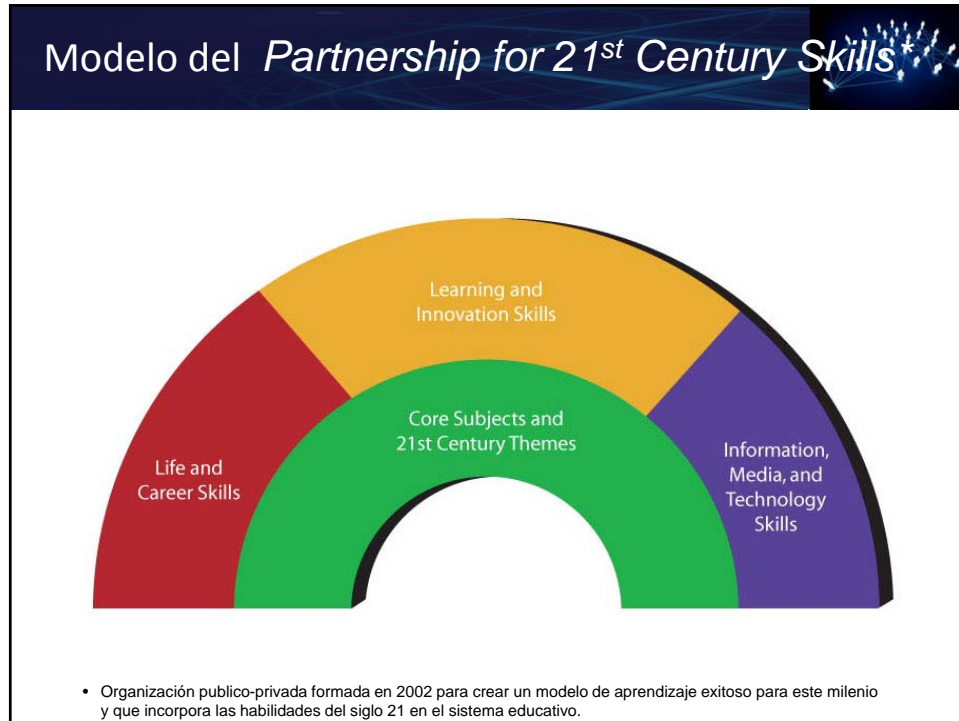 Modelo del Partnership for 21st Century Skills*
Learning and
Innovation Skills
Core Subjects and
21st Century Themes
Life and
Career Skills
Information,
Media, and
Technology
Skills
• Organización publico-privada formada en 2002 para crear un modelo de aprendizaje exitoso para este milenio
y que incorpora las habilidades del siglo 21 en el sistema educativo.